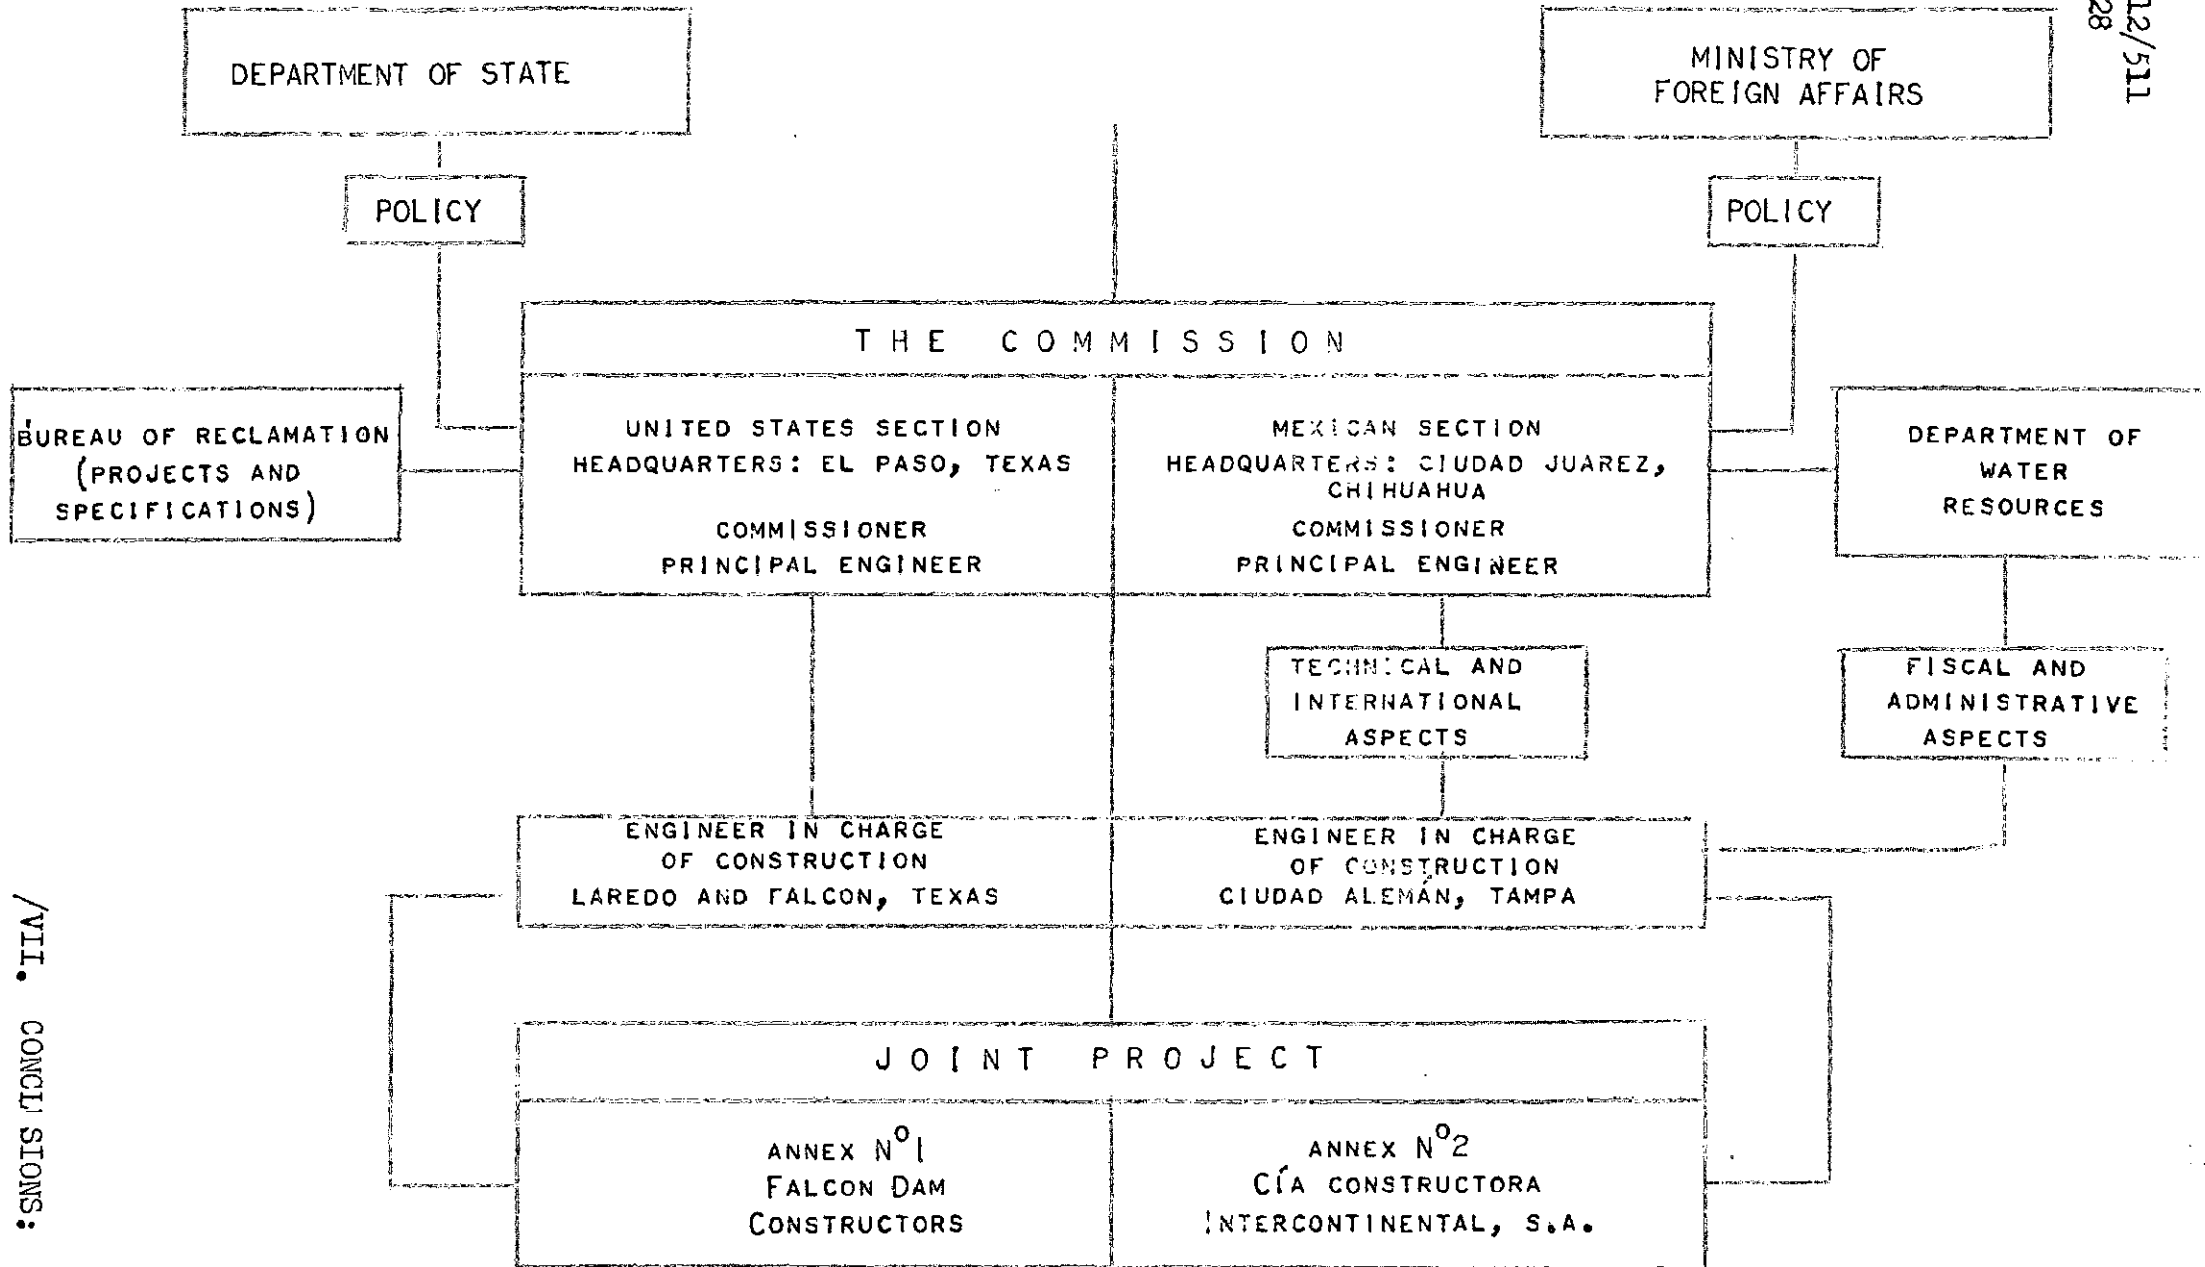 12/511
28
DEPARTMENT OF STATE
MINISTRY OF
FOREIGN AFFAIRS
POLICY
POLICY
THE COMMISSION
BUREAU OF RECLAMATION
(PROJECTS AND
SPECIFICATIONS)
UNITED STATES SECTION
HEADQUARTERS: EL PASO, TEXAS
COMMISSIONER
PRINCIPAL ENGINEER
MEXICAN SECTION
HEADQUARTERS: CIUDAD JUAREZ,
CHIHUAHUA
COMMISSIONER
PRINCIPAL ENGINEER
DEPARTMENT OF
WATER
RESOURCES
TECHNICAL AND
INTERNATIONAL
ASPECTS
FISCAL AND
ADMINISTRATIVE
ASPECTS
ENGINEER IN CHARGE
OF CONSTRUCTION
LAREDO AND FALCON, TEXAS
ENGINEER IN CHARGE
OF CONSTRUCTION
CIUDAD ALEMÁN, TAMPA
JOINT PROJECT
ANNEX Nº1
FALCON DAM
CONSTRUCTORS
ANNEX Nº2
CÍA CONSTRUCTORA
INTERCONTINENTAL, S.A.
/VII. CONCLUSIONS: